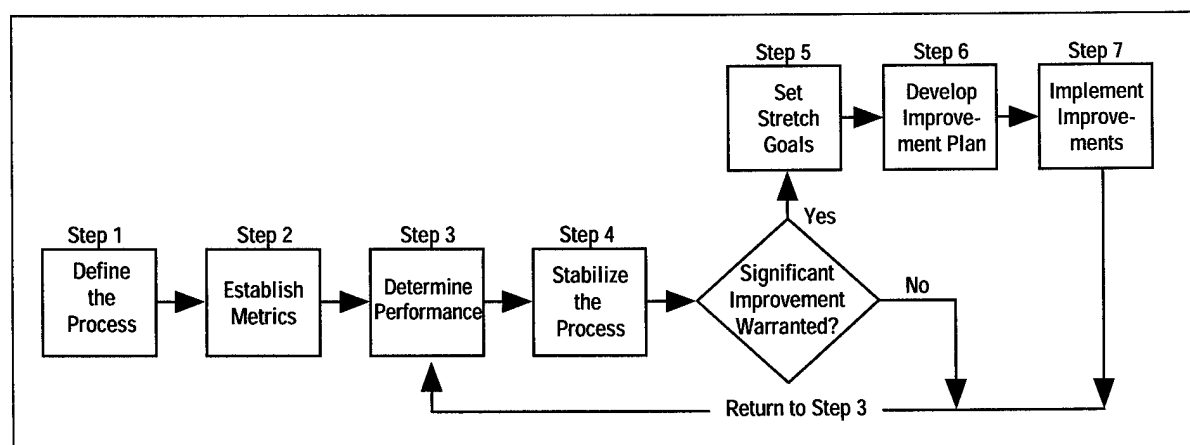 Step 5
Set
Stretch
Goals
Step 6
Develop
Improve-
ment Plan
Step 7
Implement
Improve-
ments
Step 1
Define
the
Process
Step 2
Establish
Metrics
Step 3
Determine
Performance
Step 4
Stabilize
the
Process
Significant
Improvement
Warranted?
Yes
No
Return to Step 3